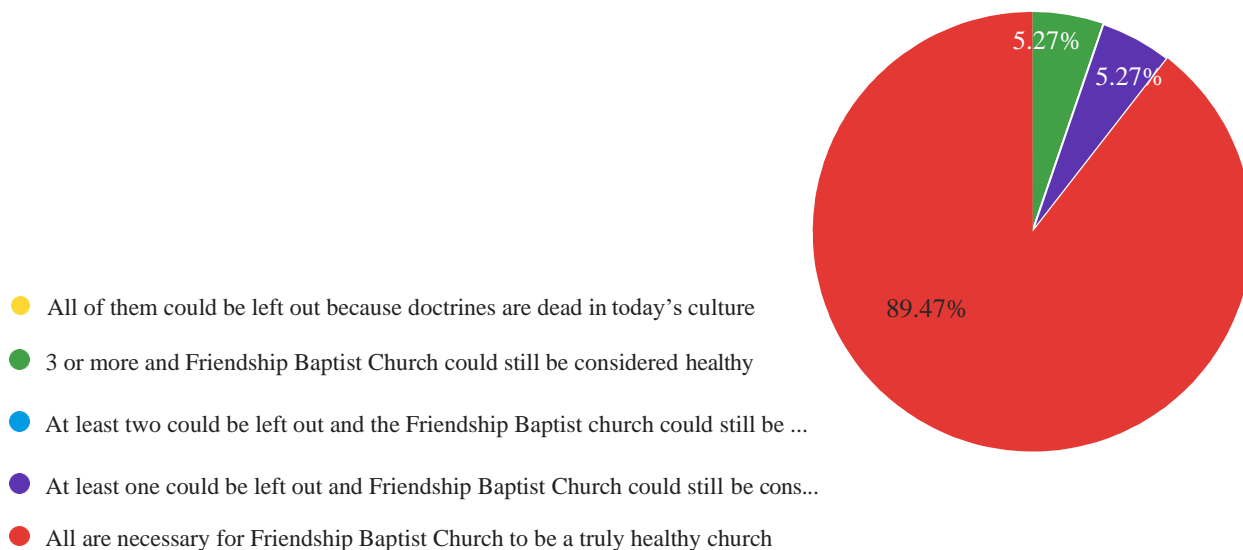 5.27%
5.27%
89.47%
All of them could be left out because doctrines are dead in today’s culture
3 or more and Friendship Baptist Church could still be considered healthy
At least two could be left out and the Friendship Baptist church could still be ...
At least one could be left out and Friendship Baptist Church could still be cons...
All are necessary for Friendship Baptist Church to be a truly healthy church